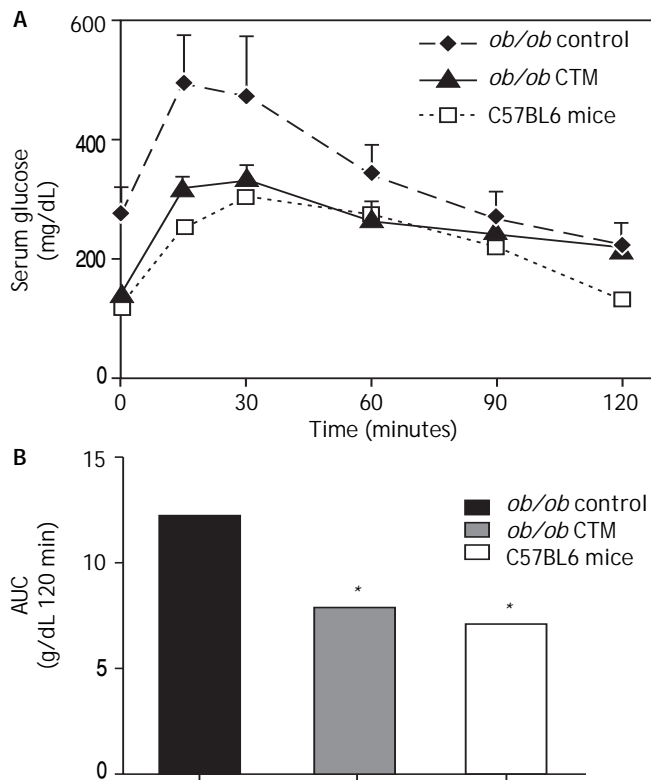 A
600
400
200
0
Serum glucose
(mg/dL)
ob/ob control
ob/ob CTM
C57BL6 mice
0 30 60 90 120
Time (minutes)
B
15
10
5
0
AUC
(g/dL 120 min)
ob/ob control
ob/ob CTM
C57BL6 mice
*
*